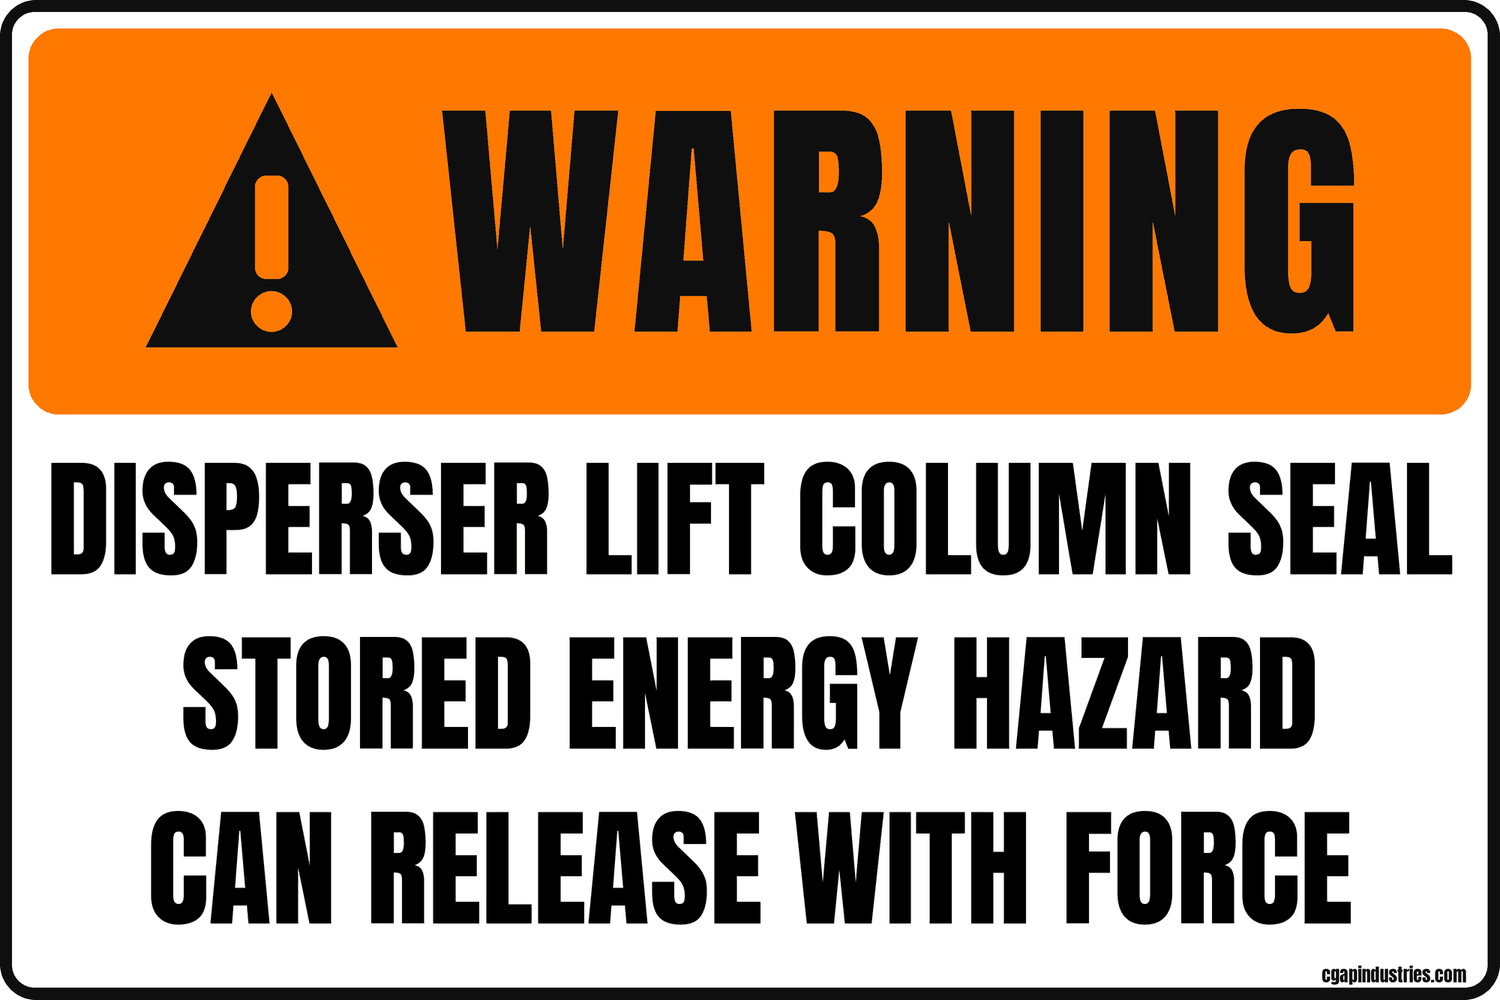 WARNING
DISPERSER LIFT COLUMN SEAL
STORED ENERGY HAZARD
CAN RELEASE WITH FORCE
cgapindustries.com